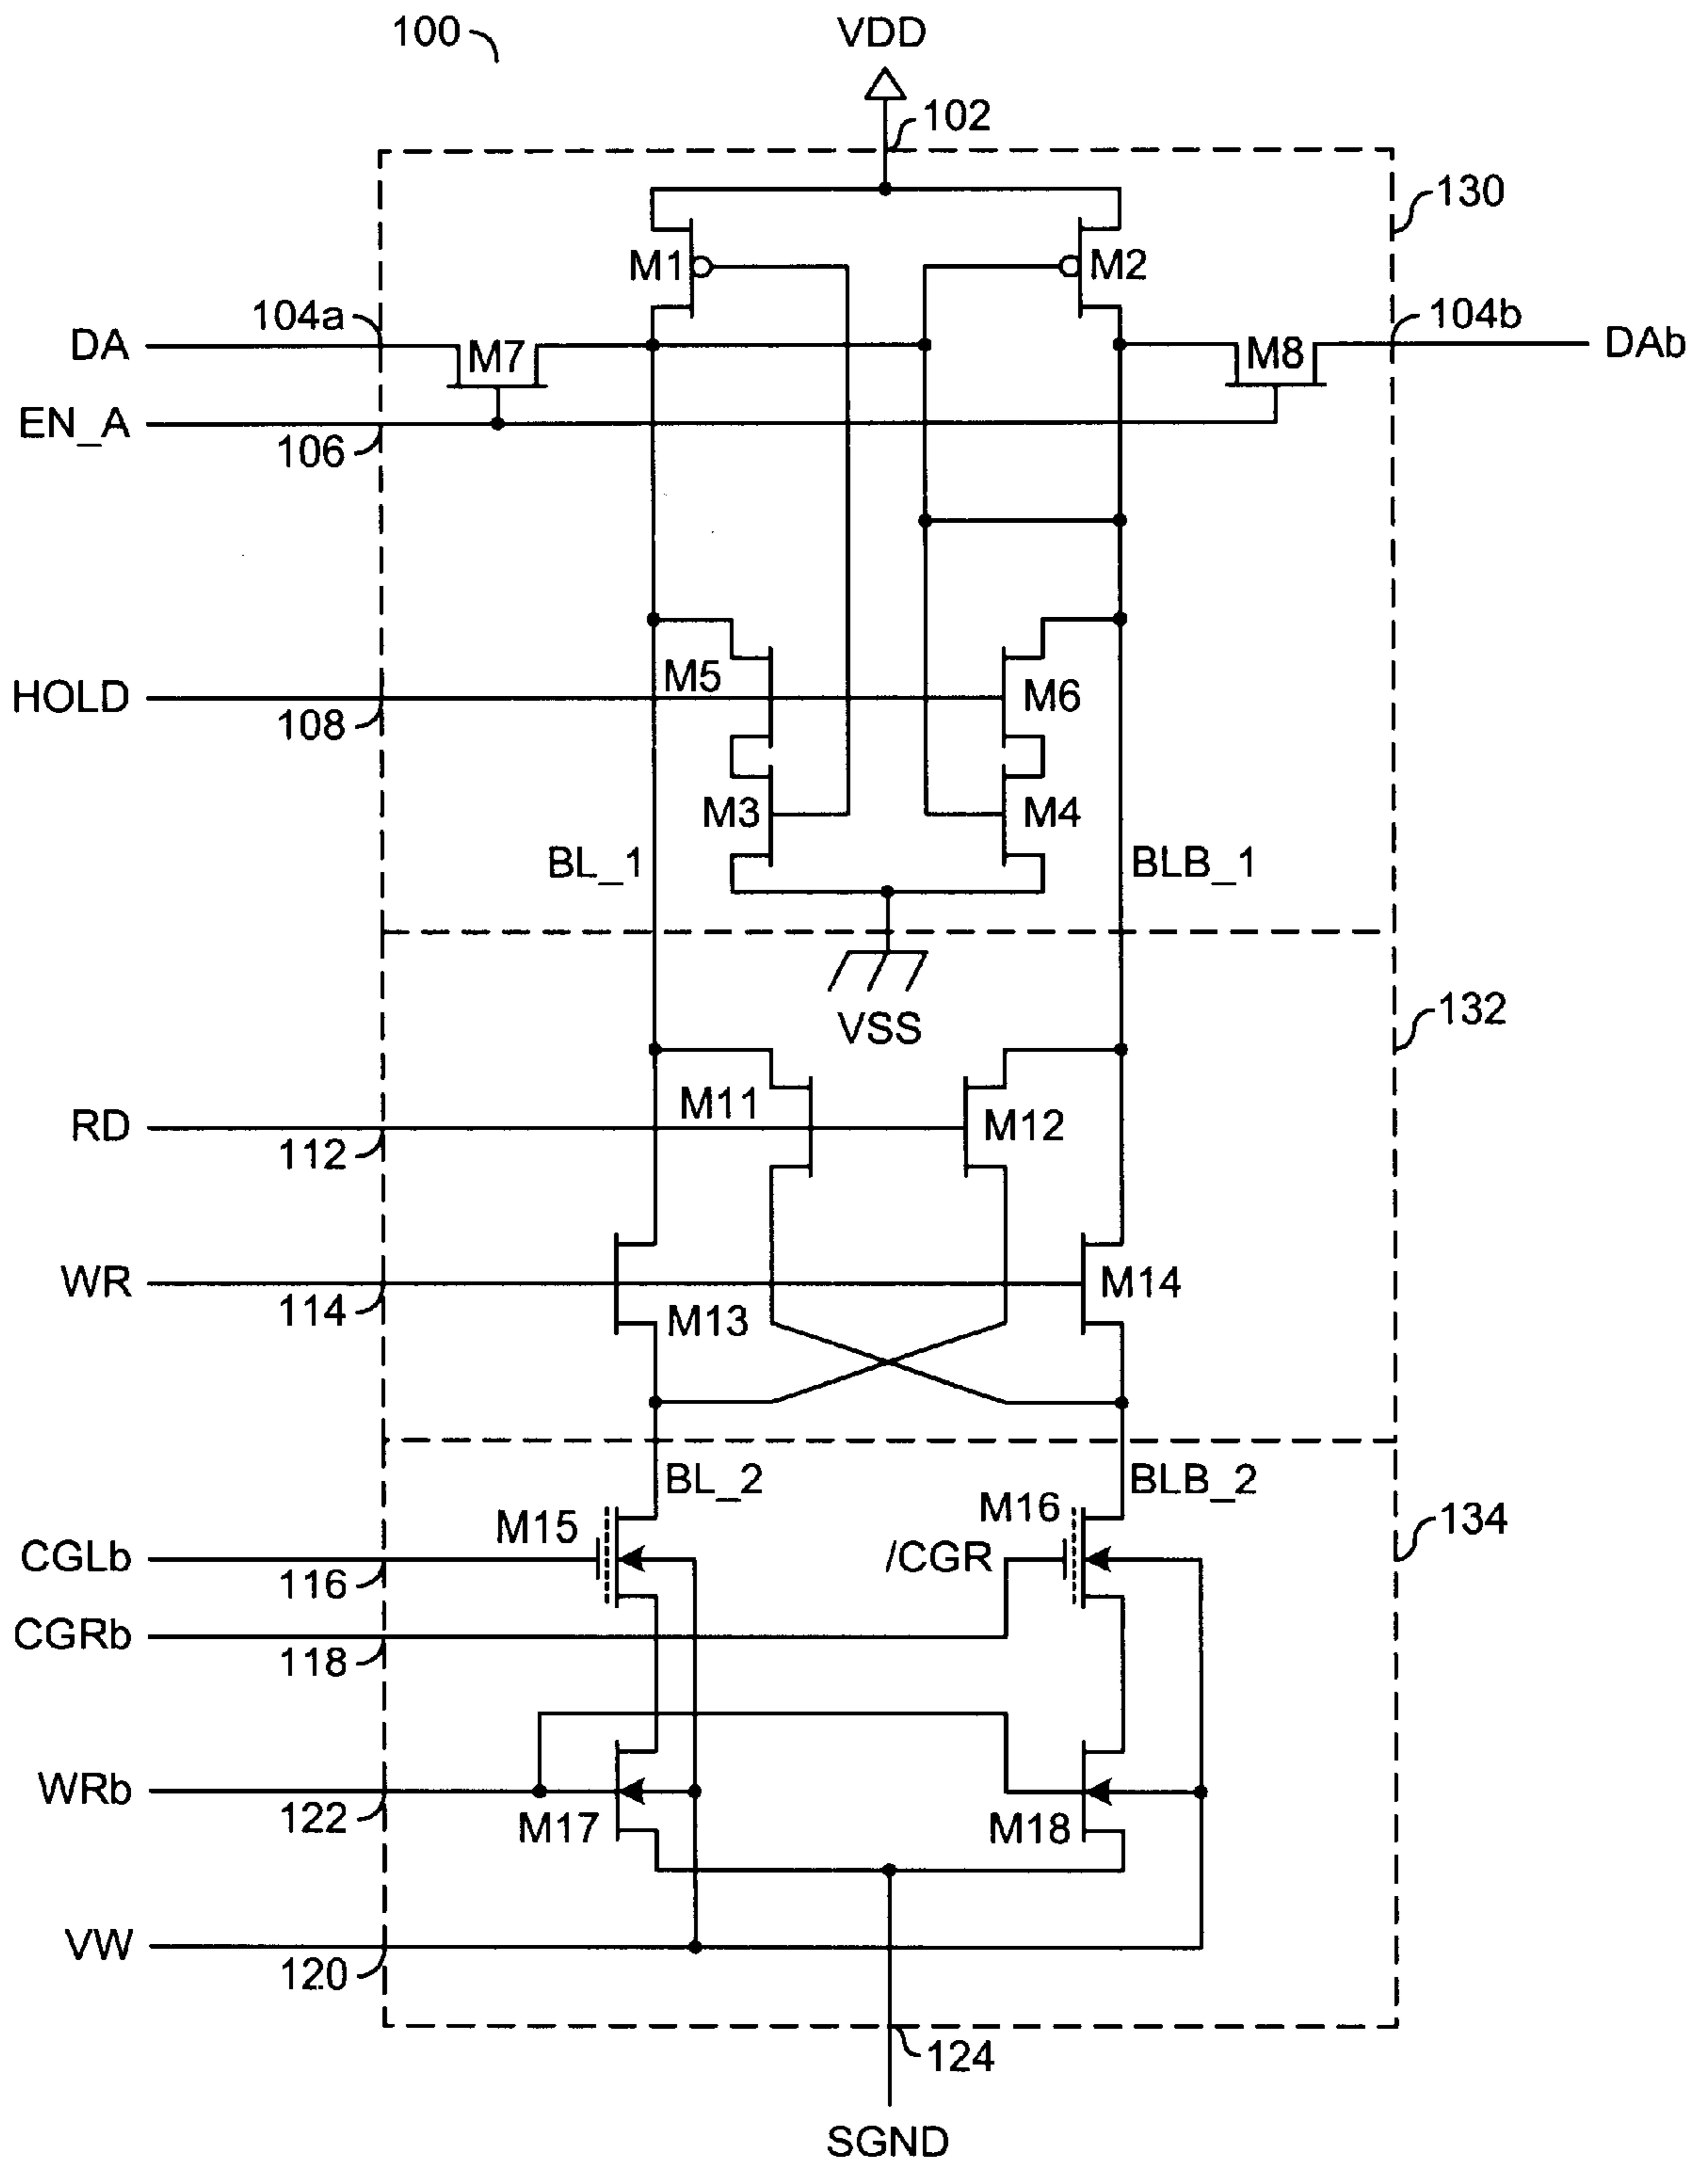 100
VDD
102
130
M1
M2
104a
104b
DA
M7
M8
DAb
EN_A
106
M5
HOLD
M6
108
M3
M4
BL_1
BLB_1
132
VSS
M11
RD
M12
112
WR
M14
114
M13
BL_2
BLB_2
M15
M16
134
CGLb
/CGR
116
CGRb
118
WRb
122
M17
M18
VW
120
124
SGND